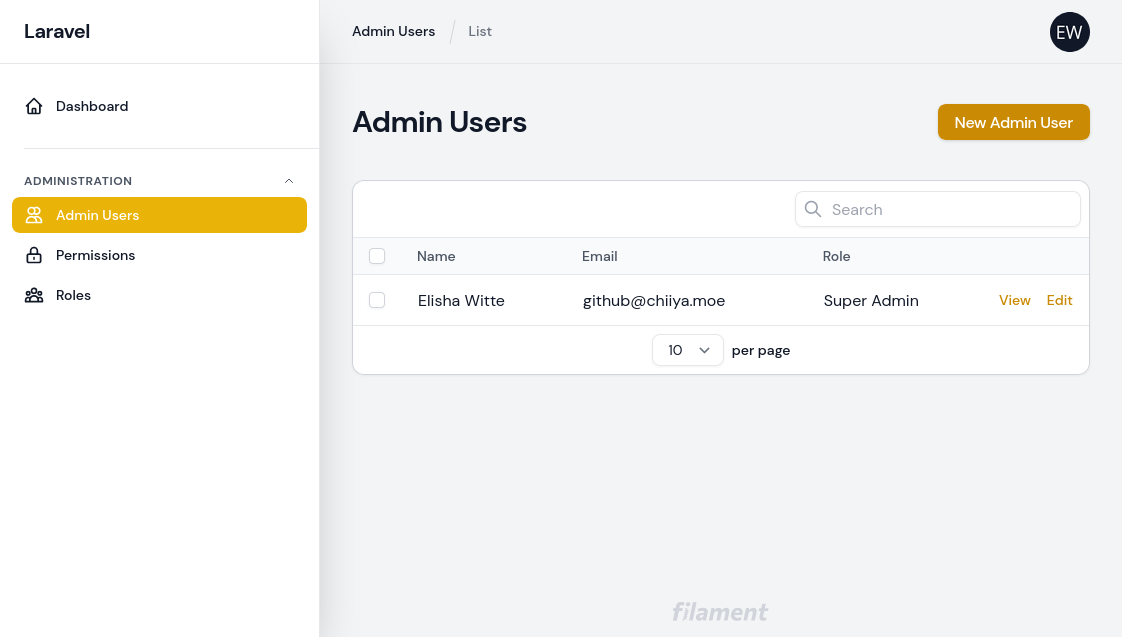 Laravel
Admin Users / List
EW
Dashboard
ADMINISTRATION
Admin Users
Permissions
Roles
Admin Users
New Admin User
Search
Name Email Role
Elisha Witte github@chiiya.moe Super Admin View Edit
10 per page
filament